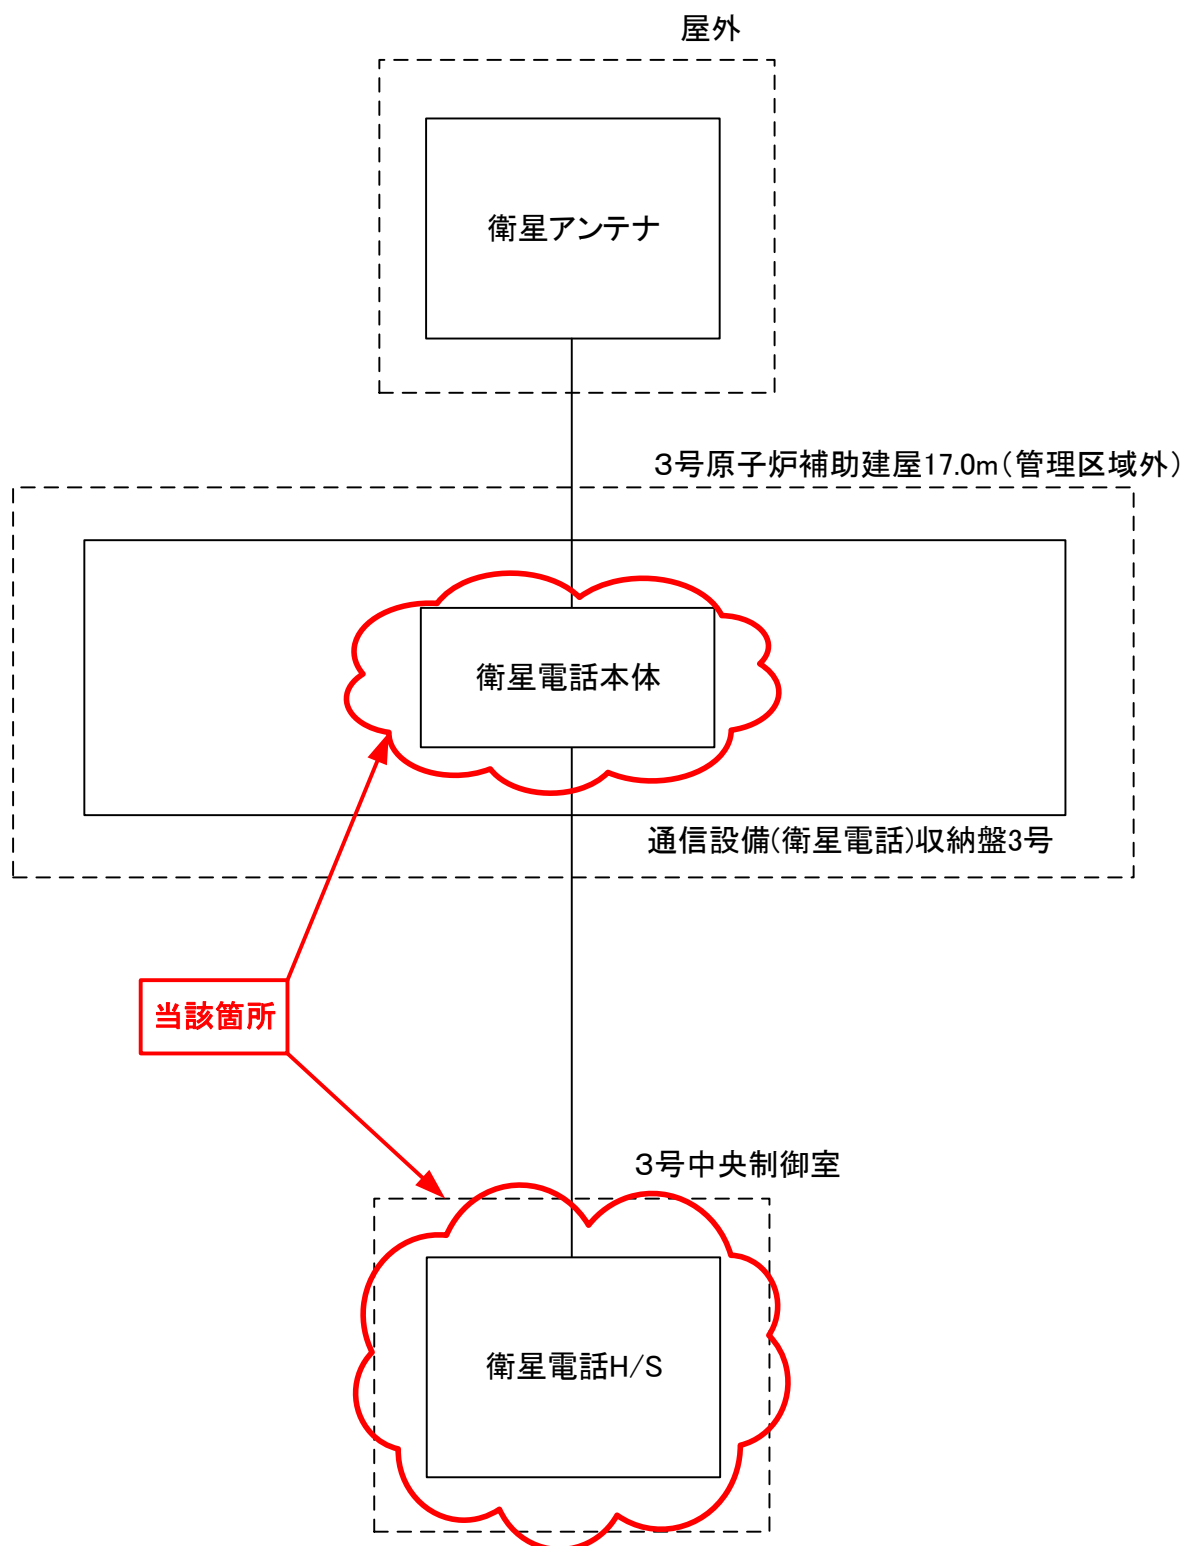 屋外
衛星アンテナ
３号原子炉補助建屋17.0m（管理区域外）
衛星電話本体
通信設備(衛星電話)収納盤3号
当該箇所
３号中央制御室
衛星電話H/S